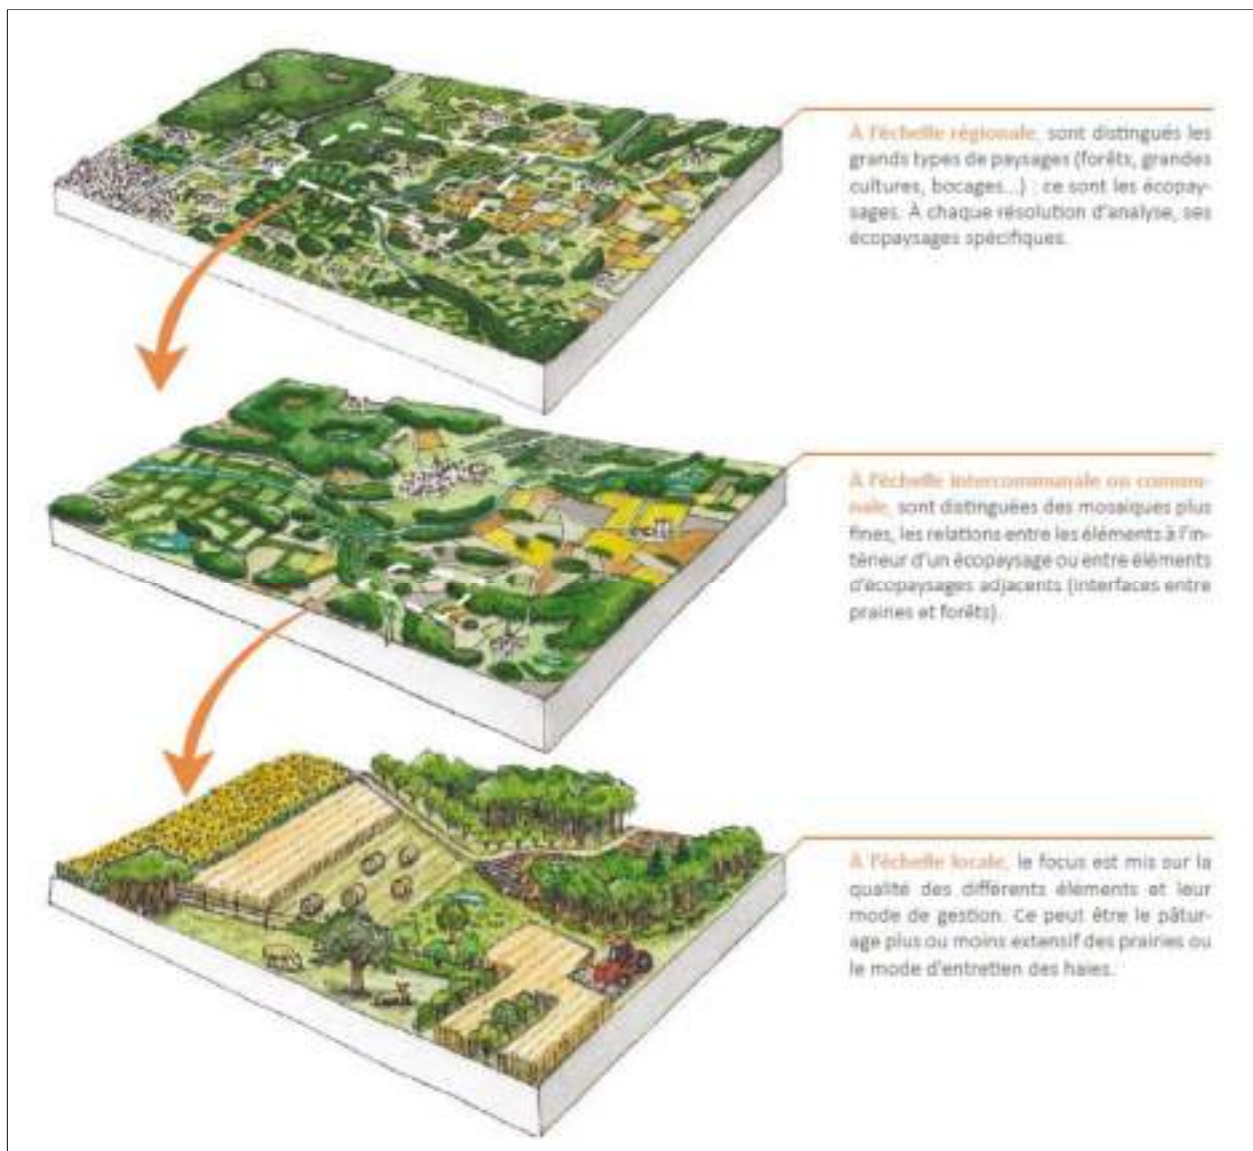 À l'échelle régionale, sont distingués les
grands types de paysages (forêts, grandes
cultures, bocages...) : ce sont les écopay-
sages. À chaque résolution d'analyse, ses
écopaysages spécifiques.
À l'échelle intercommunale ou commu-
nale, sont distinguées des mosaïques plus
fines, les relations entre les éléments à l'in-
térieur d'un écopaysage ou entre éléments
d'écopaysages adjacents (interfaces entre
prairies et forêts).
À l'échelle locale, le focus est mis sur la
qualité des différents éléments et leur
mode de gestion. Ce peut être le pâtur-
age plus ou moins extensif des prairies ou
le mode d'entretien des haies.